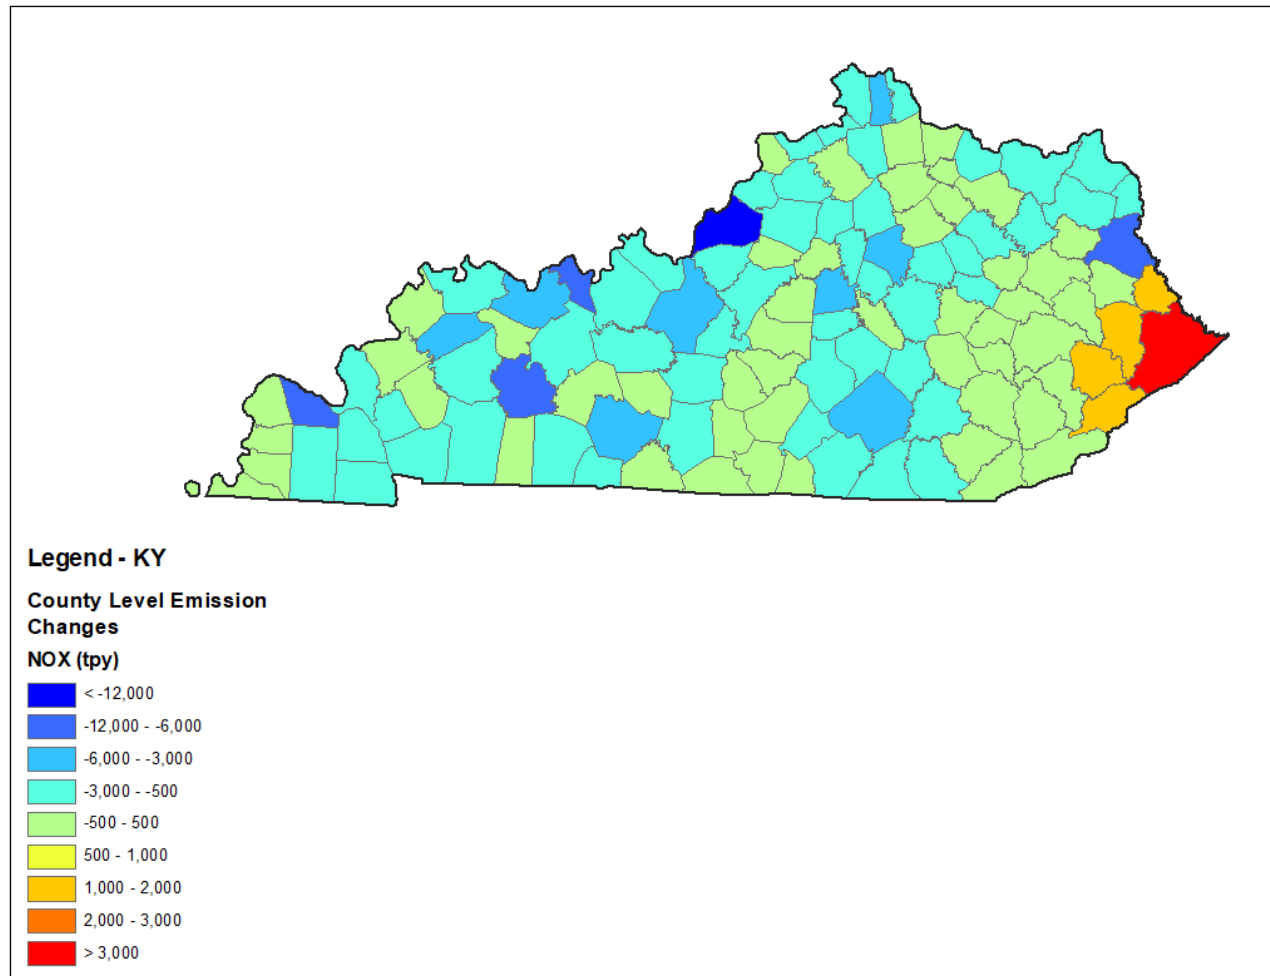 Legend - KY
County Level Emission
Changes
NOX (tpy)
< -12,000
-12,000 - -6,000
-6,000 - -3,000
-3,000 - -500
-500 - 500
500 - 1,000
1,000 - 2,000
2,000 - 3,000
> 3,000